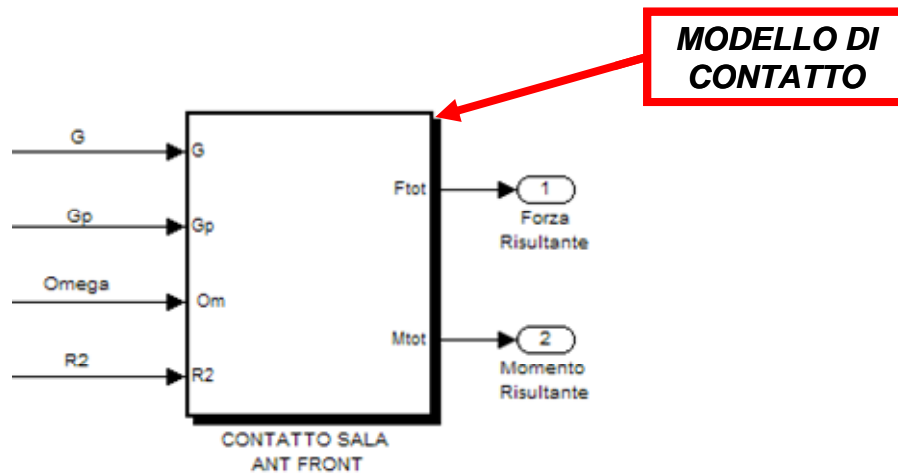 MODELLO DI
CONTATTO
G
G
Gp
Gp
Omega
Om
R2
R2
Ftot
1
Forza
Risultante
Mtot
2
Momento
Risultante
CONTATTO SALA
ANT FRONT